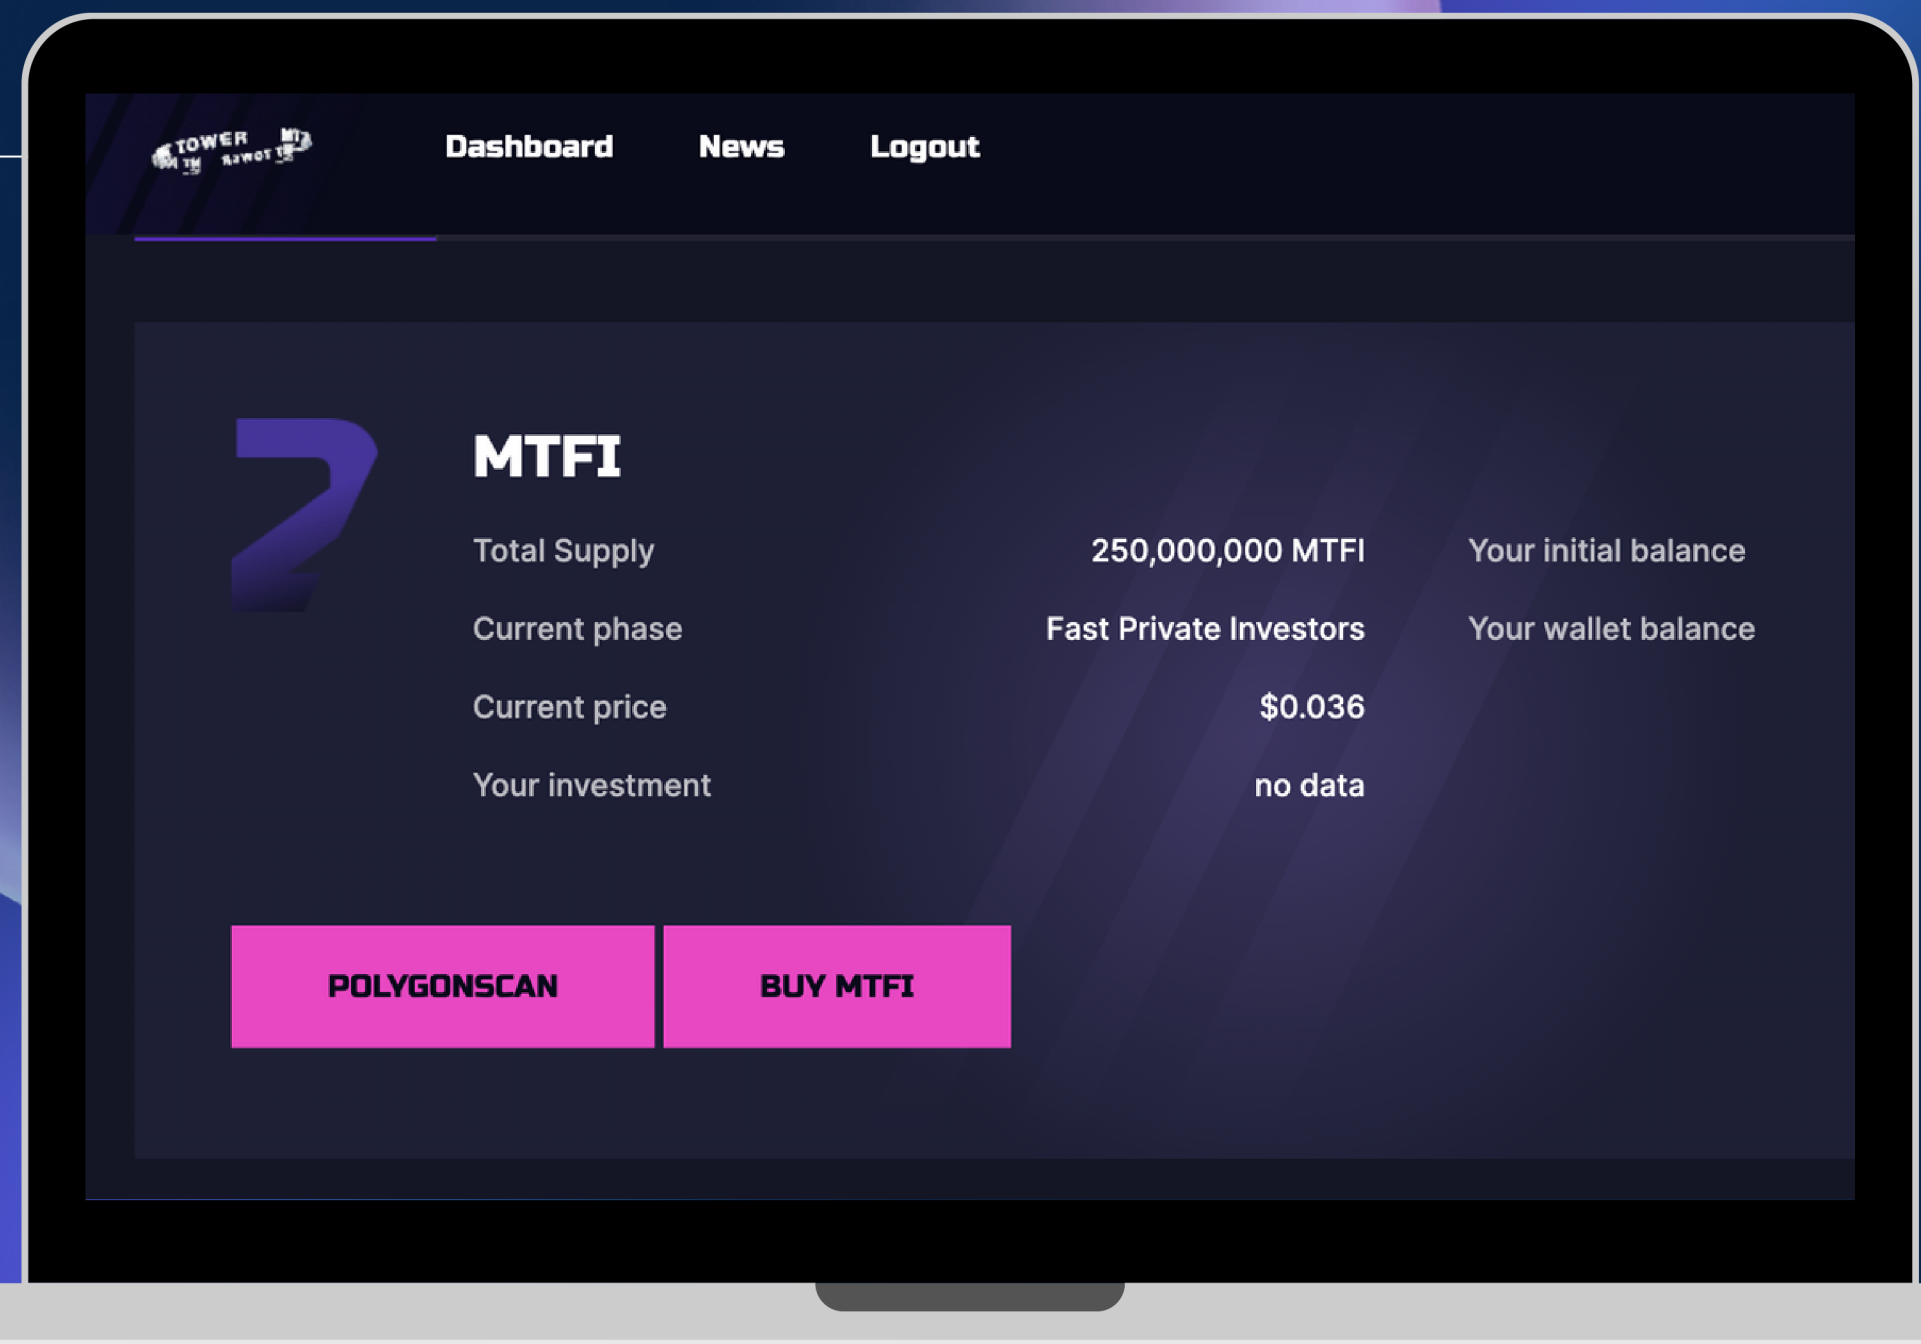 TOWER
Dashboard
News
Logout
MTFI
Total Supply 250,000,000 MTFI Your initial balance
Current phase Fast Private Investors Your wallet balance
Current price $0.036
Your investment no data
POLYGONSCAN
BUY MTFI